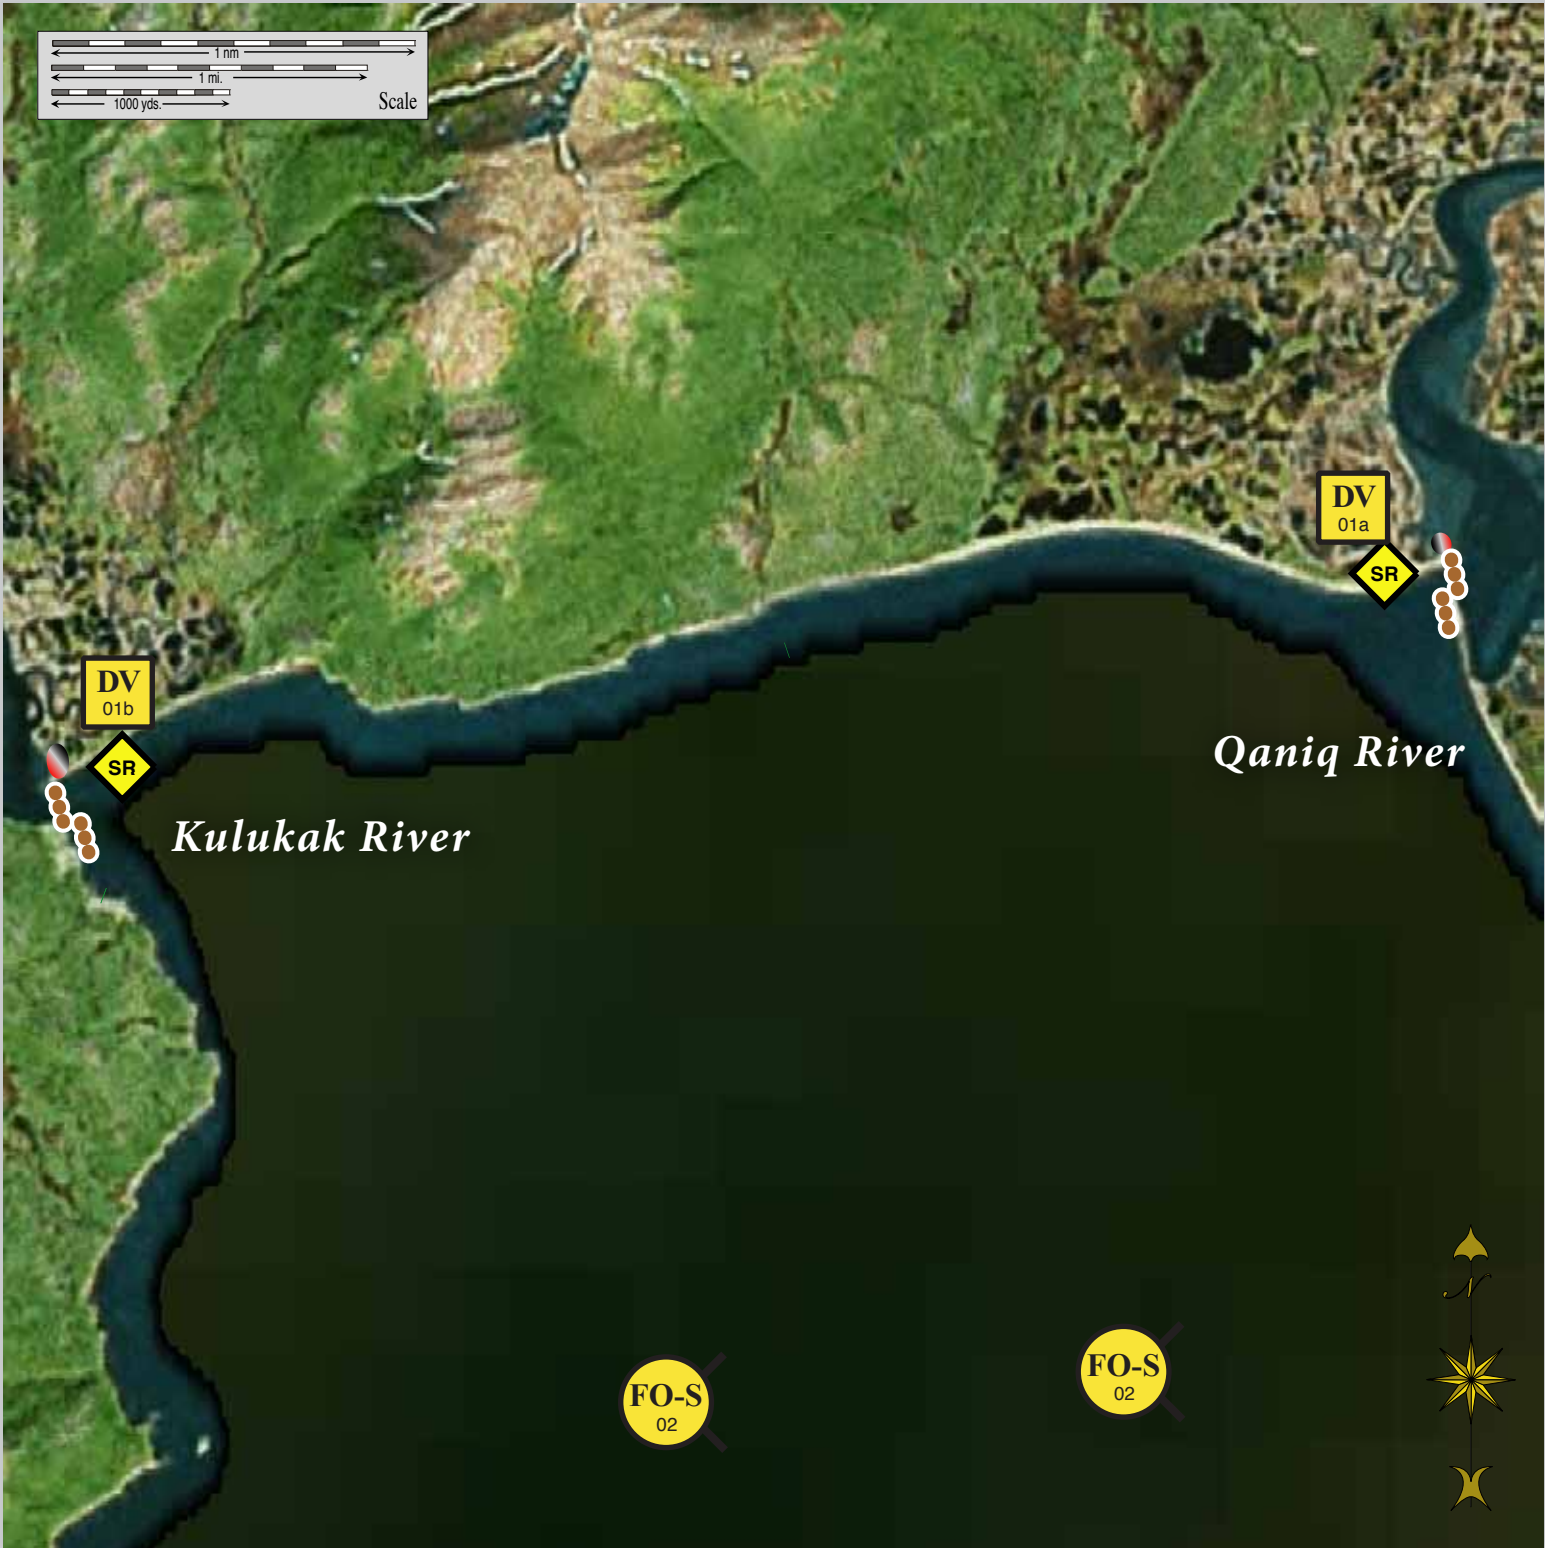 1 nm
1 mi.
1000 yds.
Scale
DV
01a
SR
DV
01b
SR
Qaniq River
Kulukak River
FO-S
02
FO-S
02
N